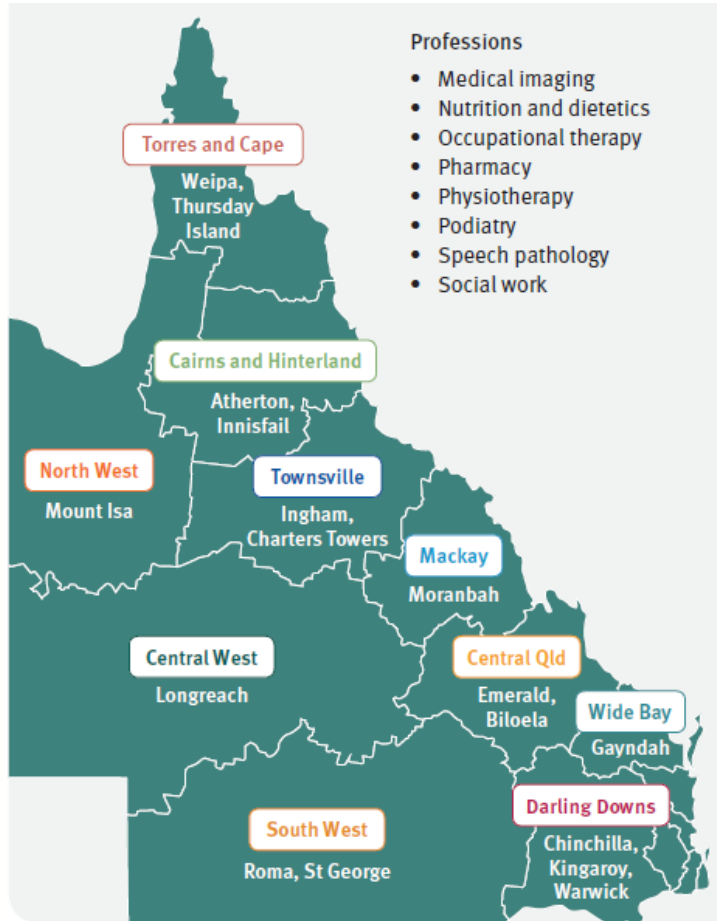 Professions
• Medical imaging
• Nutrition and dietetics
• Occupational therapy
• Pharmacy
• Physiotherapy
• Podiatry
• Speech pathology
• Social work
Torres and Cape
Weipa,
Thursday
Island
Cairns and Hinterland
Atherton,
Innisfail
North West
Mount Isa
Townsville
Ingham,
Charters Towers
Mackay
Moranbah
Central West
Longreach
Central Qld
Emerald,
Biloela
Wide Bay
Gayndah
South West
Roma, St George
Darling Downs
Chinchilla,
Kingaroy,
Warwick